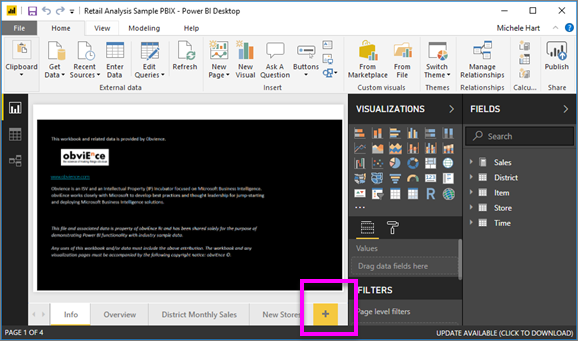 Retail Analysis Sample PBIX - Power BI Desktop
File
Home
View
Modeling
Help
Michele Hart
Clipboard
Get Data
Recent Sources
Enter Data
Edit Queries
Refresh
New Page
New Visual
Ask A Question
Buttons
From Marketplace
From File
Switch Theme
Manage Relationships
Publish
External data
Insert
Custom visuals
Themes
Relationships
Calcu...
Share
This workbook and related data is provided by Obvience.
obviEnce
Obvience is an ISV and an Intellectual Property (IP) Incubator focused on Microsoft Business Intelligence.
obviEnce works closely with Microsoft to develop best practices and thought leadership for jump-starting
and deploying Microsoft Business Intelligence solutions.
This file and associated data is property of obviEnce llc and has been shared solely for the purpose of
demonstrating Power BI functionality with industry sample data.
Any uses of this workbook and/or data must include the above attribution. The workbook and any
visualization pages must be accompanied by the following copyright notice: obviEnce ©.
VISUALIZATIONS
R
Values
Drag data fields here
FILTERS
Page level filters
FIELDS
Search
Sales
District
Item
Store
Time
Info
Overview
District Monthly Sales
New Stores
+
PAGE 1 OF 4
UPDATE AVAILABLE (CLICK TO DOWNLOAD)